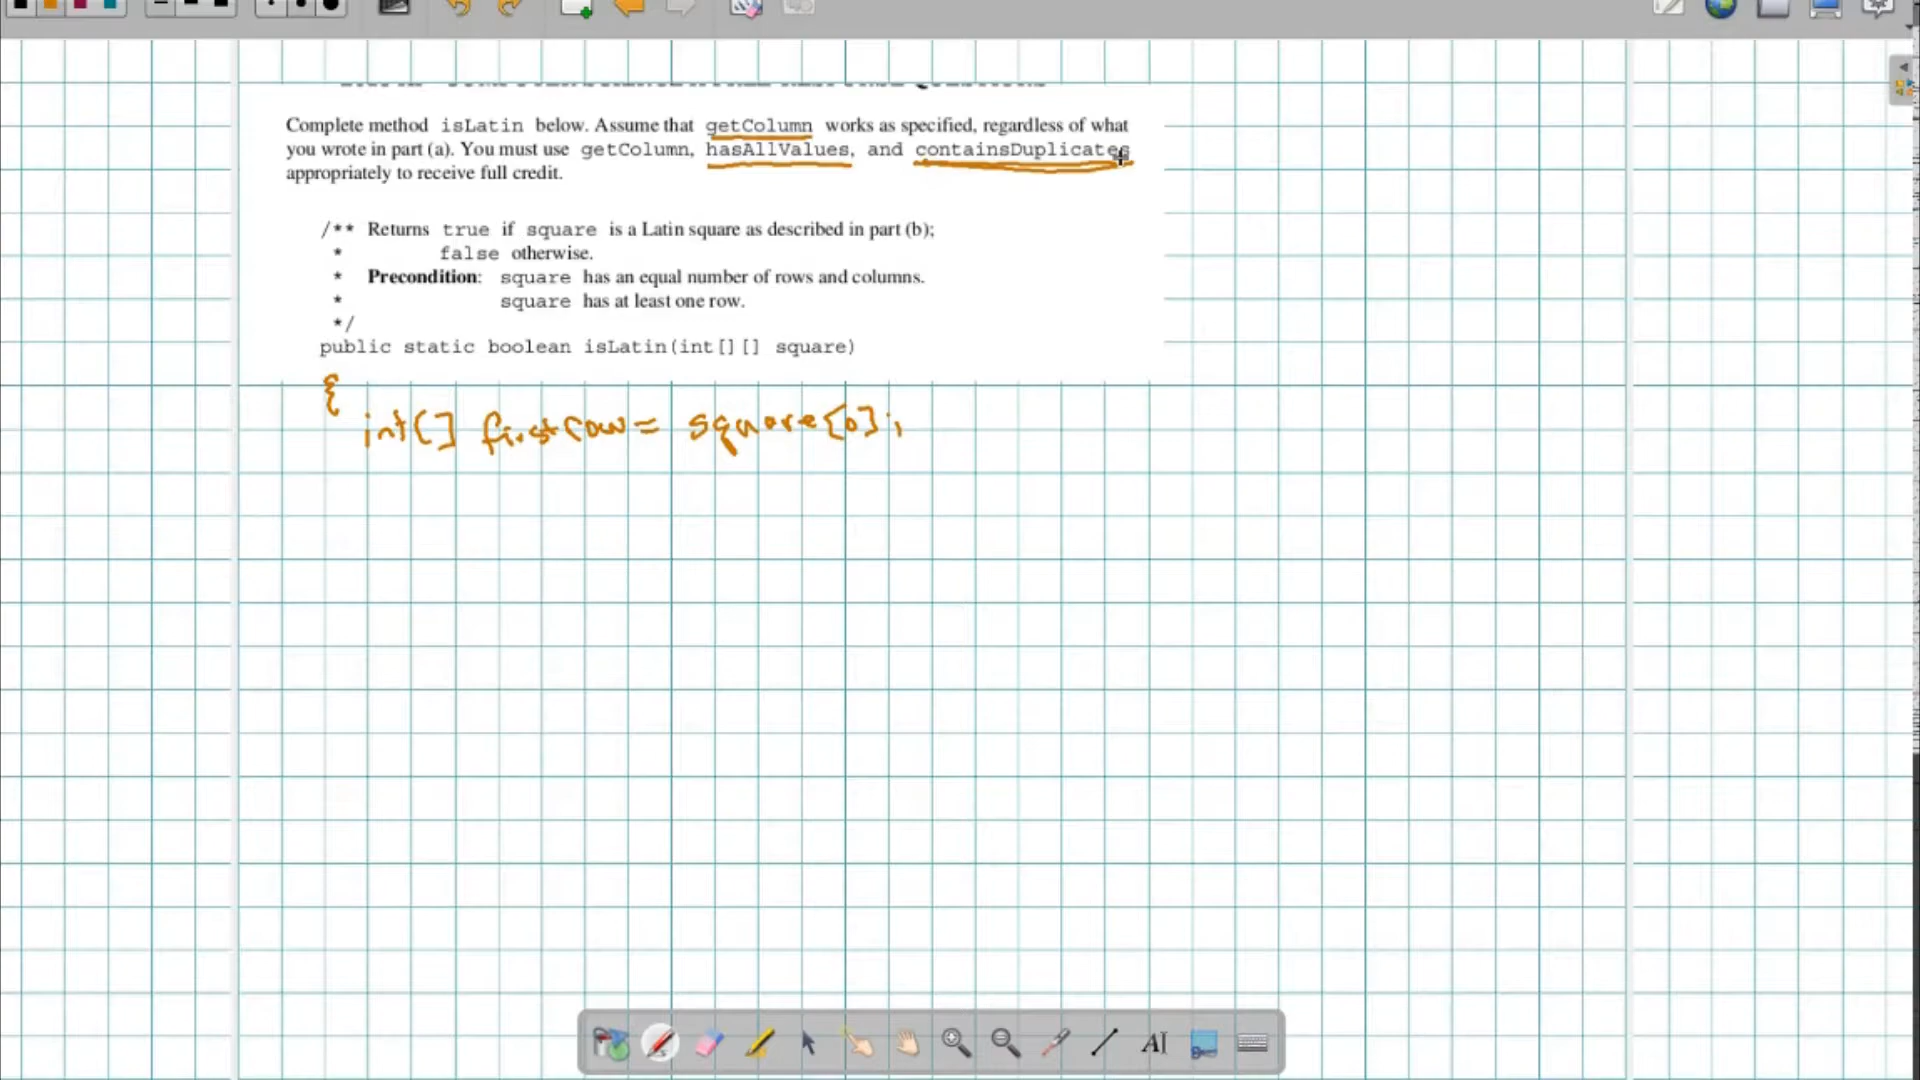 Complete method isLatin below. Assume that getColumn works as specified, regardless of what
you wrote in part (a). You must use getColumn, hasAllValues, and containsDuplicates
appropriately to receive full credit.
/** Returns true if square is a Latin square as described in part (b);
* false otherwise.
* Precondition: square has an equal number of rows and columns.
* square has at least one row.
*/
public static boolean isLatin(int[][] square)
{
int[] firstrow = square[0];
AI